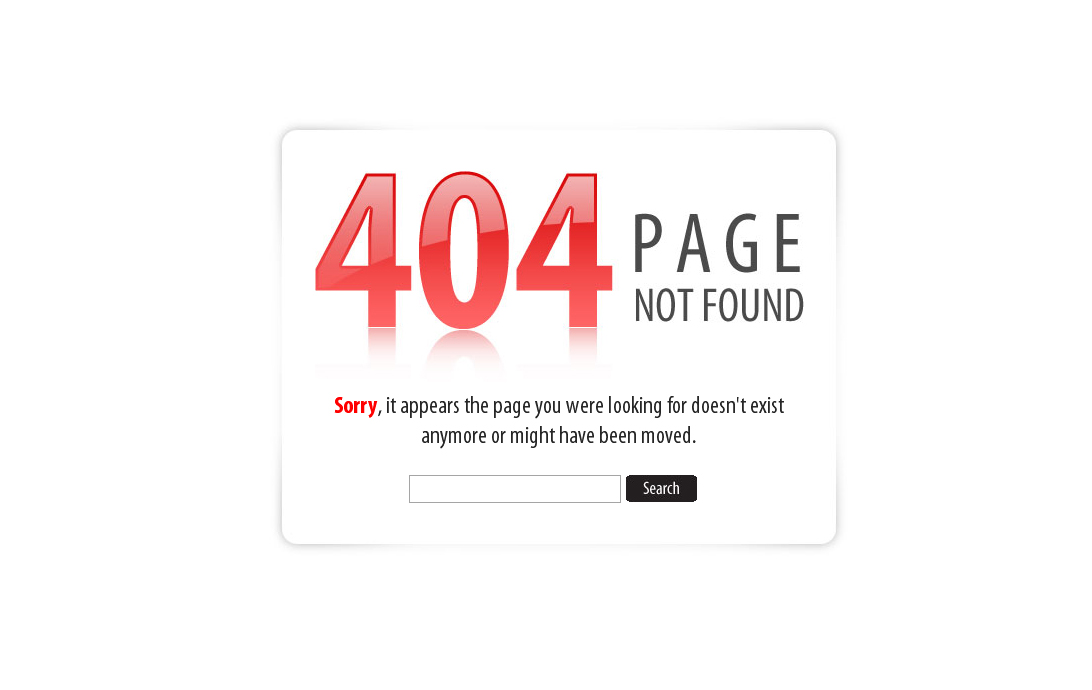 404 PAGE
NOT FOUND
Sorry, it appears the page you were looking for doesn't exist
anymore or might have been moved.
Search